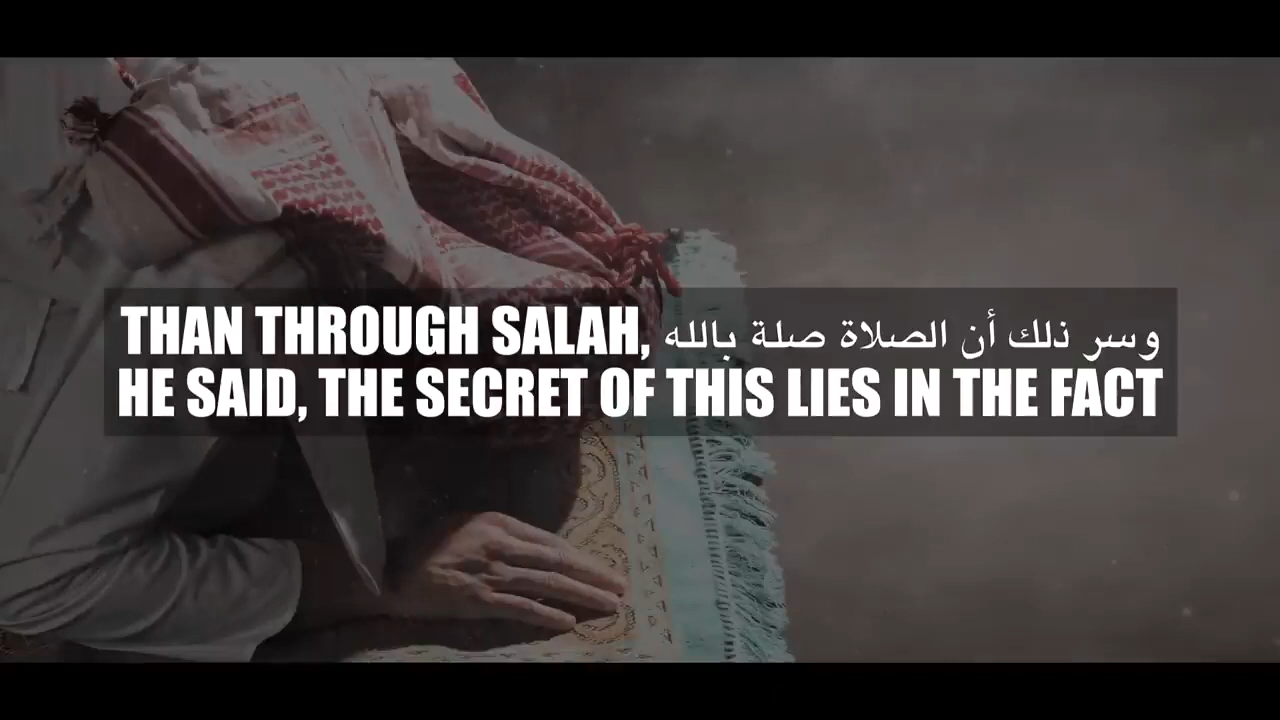 THAN THROUGH SALAH, وسر ذلك أن الصلاة صلة بالله
HE SAID, THE SECRET OF THIS LIES IN THE FACT